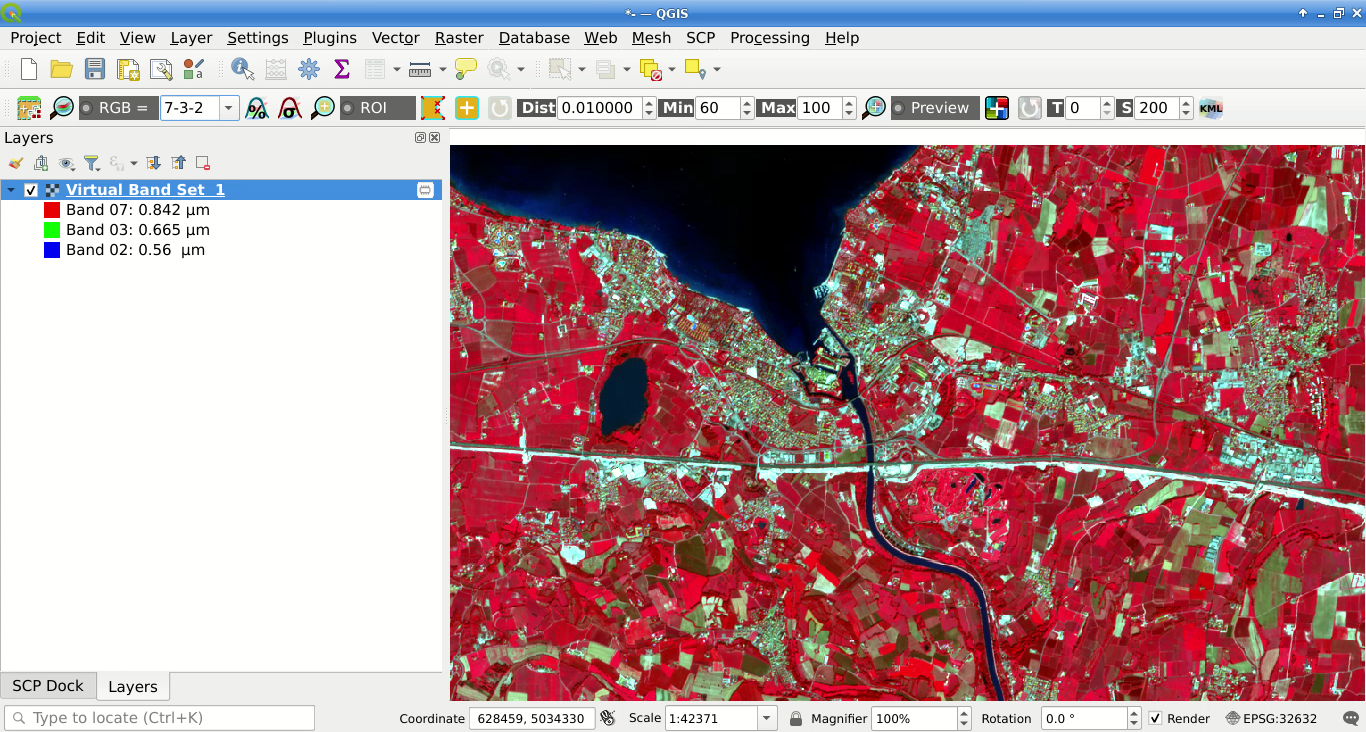 *- — QGIS
Project Edit View Layer Settings Plugins Vector Raster Database Web Mesh SCP Processing Help
RGB = 7-3-2 ROI Dist 0.010000 Min 60 Max 100 Preview T 0 S 200 KML
Layers
Virtual Band Set 1
Band 07: 0.842 µm
Band 03: 0.665 µm
Band 02: 0.56 µm
SCP Dock Layers
Type to locate (Ctrl+K) Coordinate 628459, 5034330 Scale 1:42371 Magnifier 100% Rotation 0.0 ° Render EPSG:32632